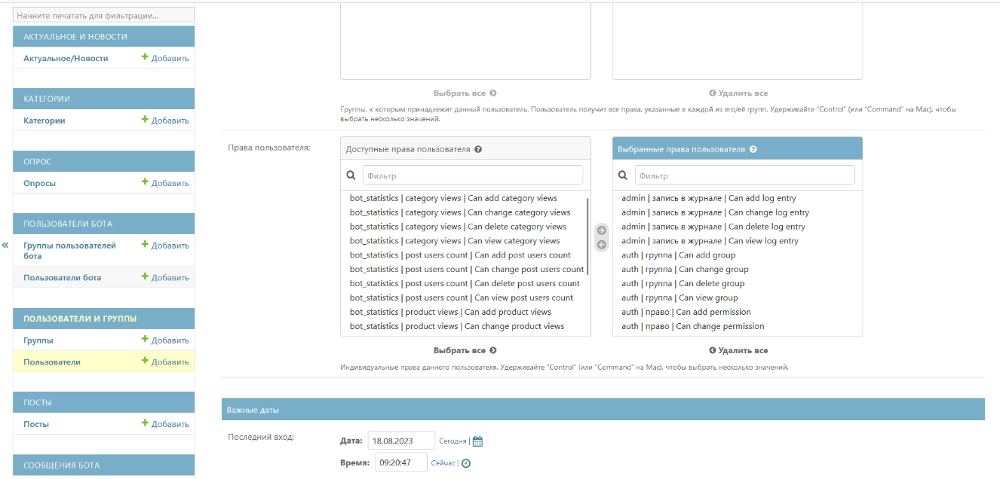 Начните печатать для фильтрации...
АКТУАЛЬНОЕ И НОВОСТИ
Актуальное/Новости
Добавить
КАТЕГОРИИ
Категории
Добавить
ОПРОС
Опросы
Добавить
ПОЛЬЗОВАТЕЛИ БОТА
Группы пользователей
бота
Добавить
Пользователи бота
Добавить
ПОЛЬЗОВАТЕЛИ И ГРУППЫ
Группы
Добавить
Пользователи
Добавить
ПОСТЫ
Посты
Добавить
СООБЩЕНИЯ БОТА
«
Выбрать все
Удалить все
Группы, к которым принадлежит данный пользователь. Пользователь получит все права, указанные в каждой из его/её групп. Удерживайте "Control" (или "Command" на Mac), чтобы
выбрать несколько значений.
Права пользователя:
Доступные права пользователя
Фильтр
bot_statistics | category views | Can add category views
bot_statistics | category views | Can change category views
bot_statistics | category views | Can delete category views
bot_statistics | category views | Can view category views
bot_statistics | post users count | Can add post users count
bot_statistics | post users count | Can change post users count
bot_statistics | post users count | Can delete post users count
bot_statistics | post users count | Can view post users count
bot_statistics | product views | Can add product views
bot_statistics | product views | Can change product views
Выбрать все
Выбранные права пользователя
Фильтр
admin | запись в журнале | Can add log entry
admin | запись в журнале | Can change log entry
admin | запись в журнале | Can delete log entry
admin | запись в журнале | Can view log entry
auth | группа | Can add group
auth | группа | Can change group
auth | группа | Can delete group
auth | группа | Can view group
auth | право | Can add permission
auth | право | Can change permission
Удалить все
Индивидуальные права данного пользователя. Удерживайте "Control" (или "Command" на Mac), чтобы выбрать несколько значений.
Важные даты
Последний вход:
Дата: 18.08.2023 Сегодня |
Время: 09:20:47 Сейчас |